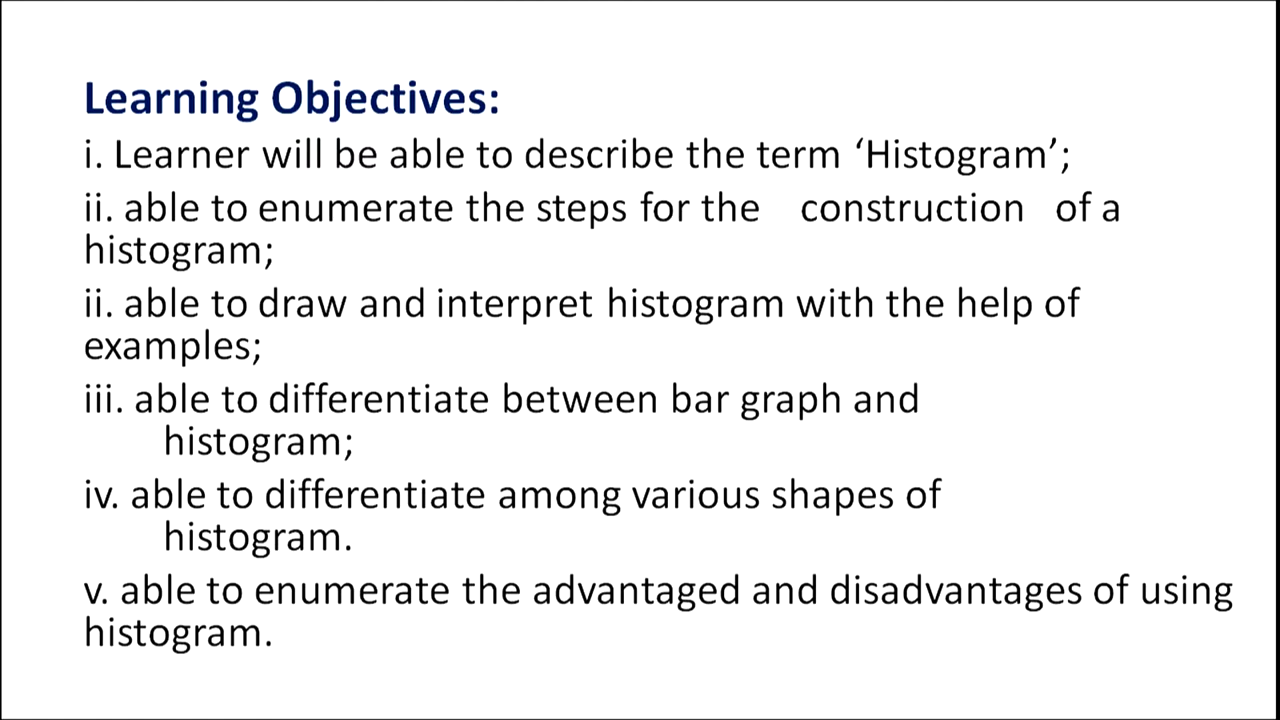 Learning Objectives:
i. Learner will be able to describe the term ‘Histogram’;
ii. able to enumerate the steps for the construction of a
histogram;
ii. able to draw and interpret histogram with the help of
examples;
iii. able to differentiate between bar graph and
histogram;
iv. able to differentiate among various shapes of
histogram.
v. able to enumerate the advantaged and disadvantages of using
histogram.